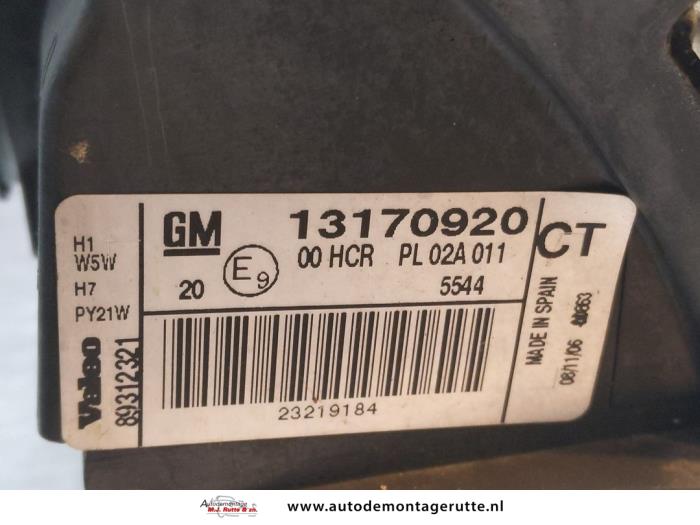 H1
W5W
H7
PY21W
Valeo
89312321
GM 13170920
00 HCR PL 02A 011
20 E9 5544
23219184
CT
MADE IN SPAIN
08/11/06
Autodemontage
M.J. Rutte & zn.
www.autodemontagerutte.nl